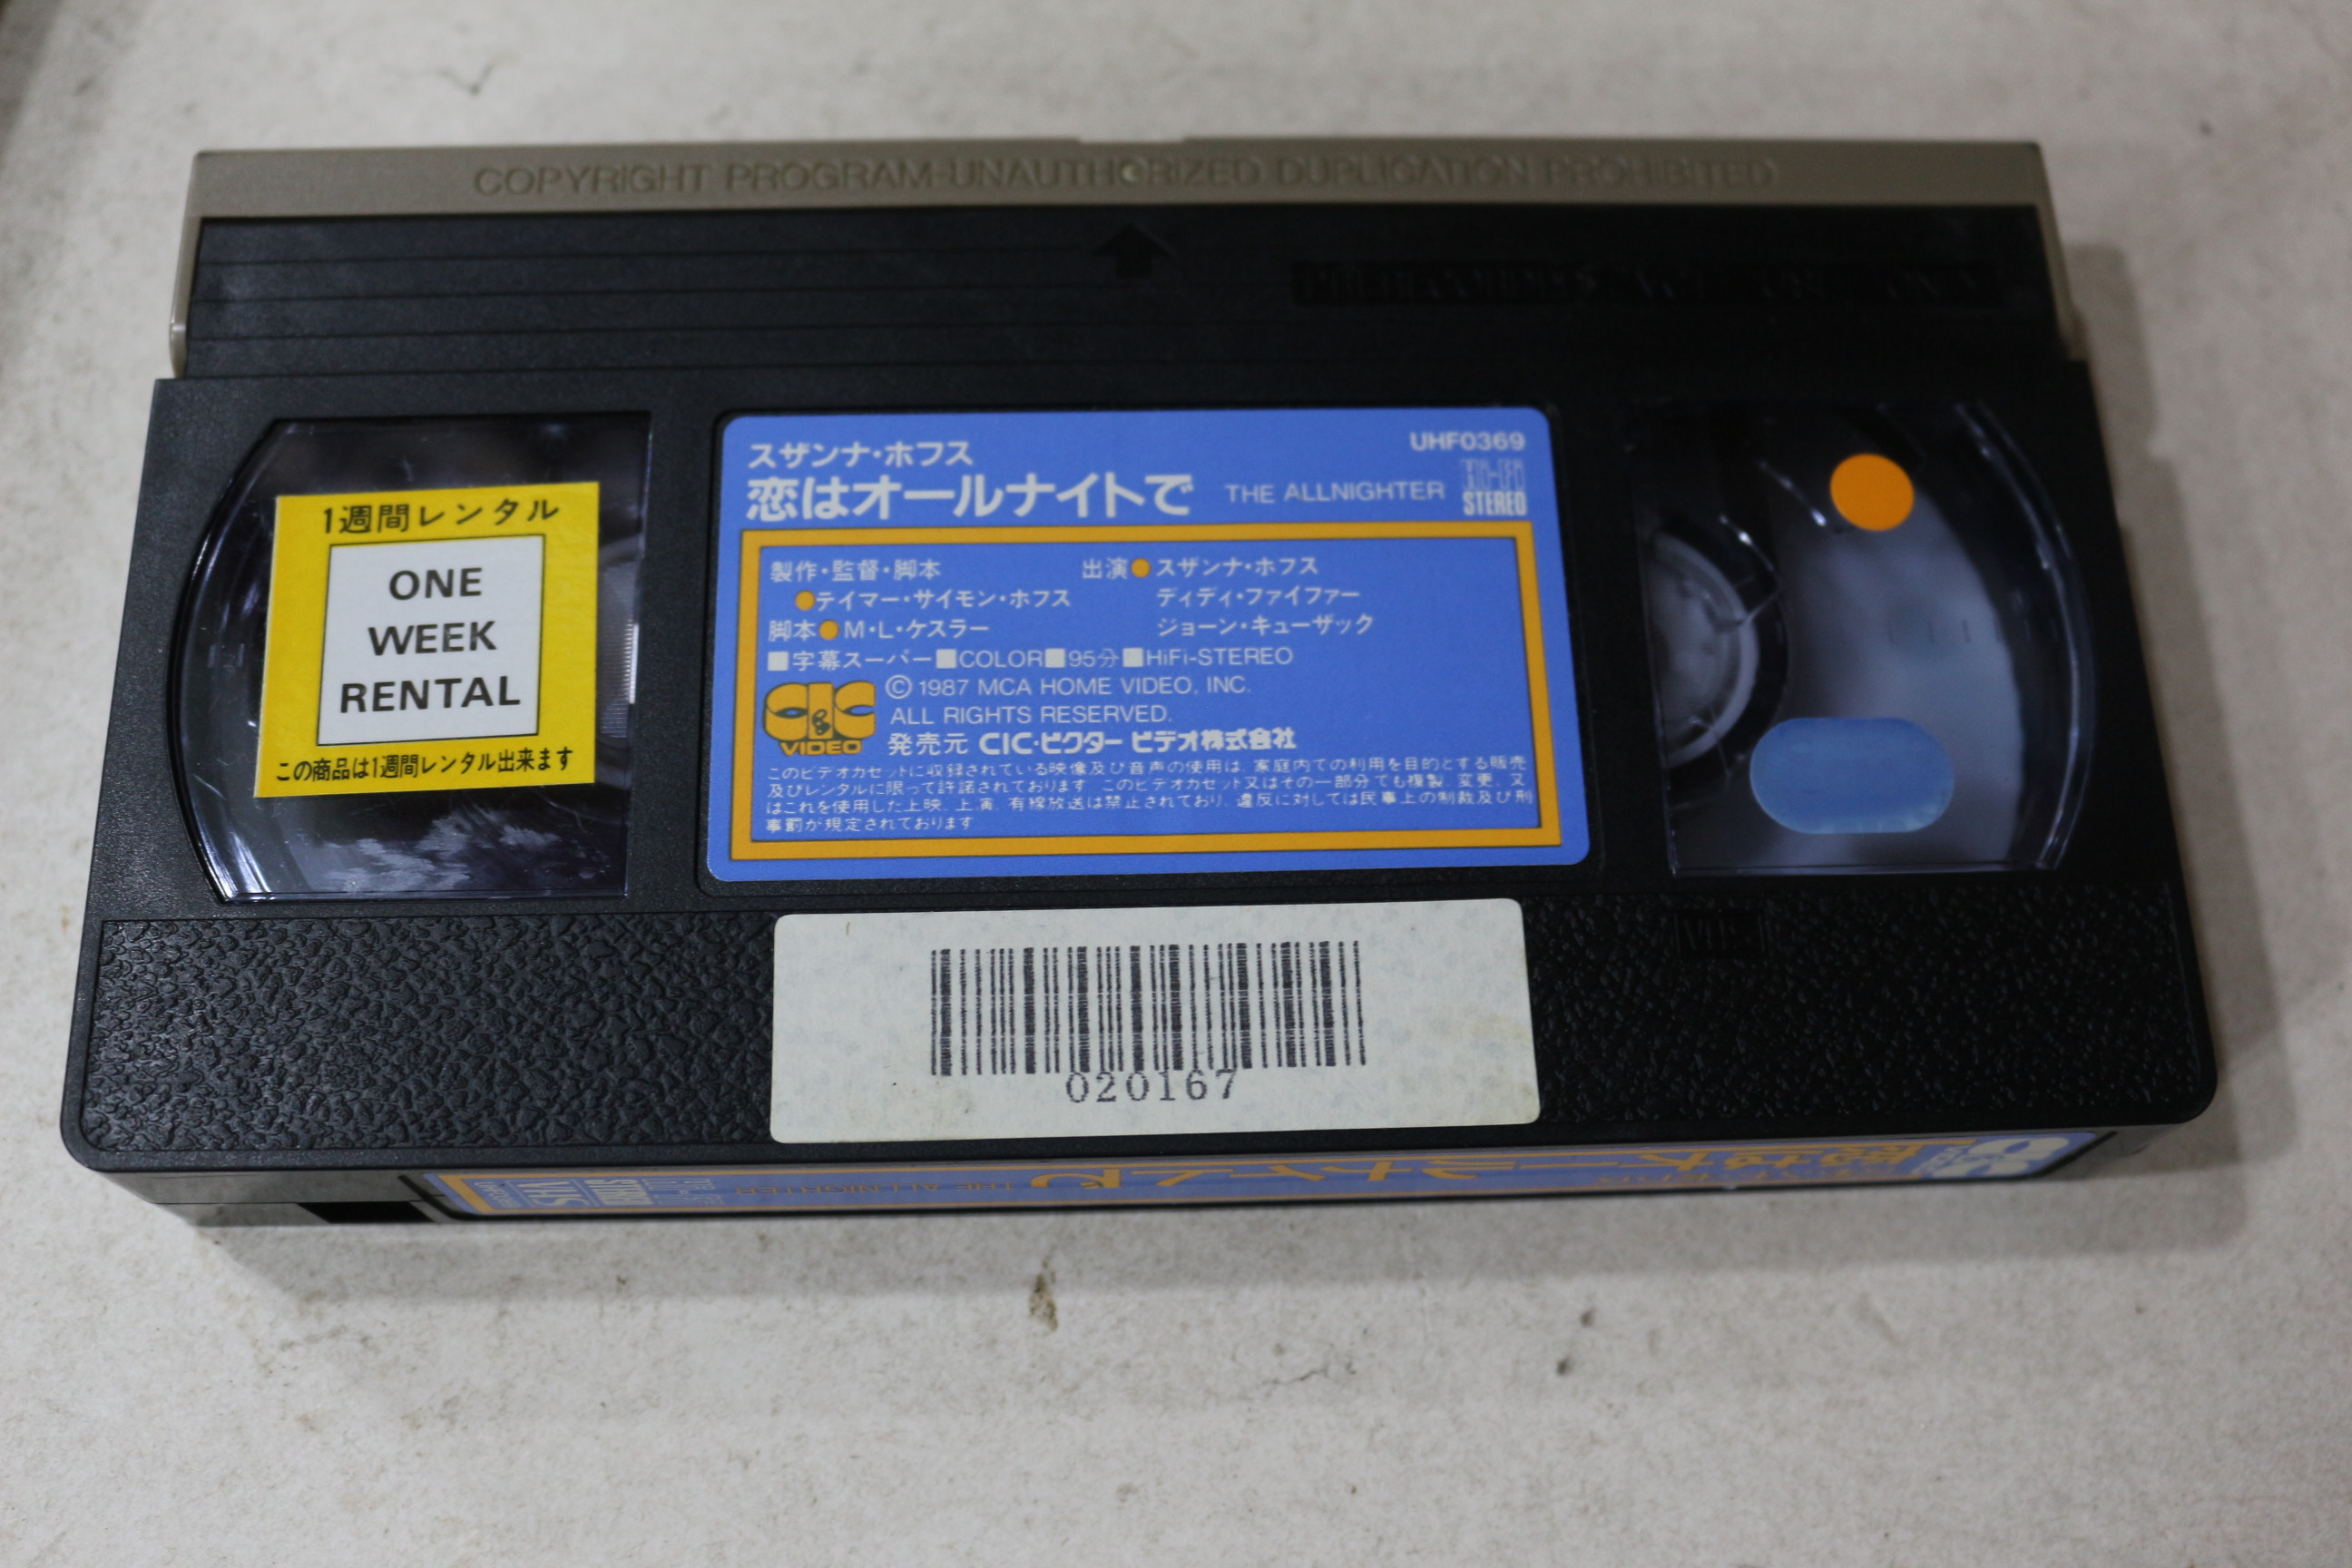 COPYRIGHT PROGRAM-UNAUTHORIZED DUPLICATION PROHIBITED
1週間レンタル
ONE
WEEK
RENTAL
この商品は1週間レンタル出来ます
スザンナ・ホフス
UHF0369
恋はオールナイトで THE ALLNIGHTER
Hi-Fi
STEREO
製作・監督・脚本
●テイマー・サイモン・ホフス
脚本●M・L・ケスラー
出演●スザンナ・ホフス
ディディ・ファイファー
ジョーン・キューザック
■字幕スーパー■COLOR■95分■HiFi-STEREO
CIC
VIDEO
© 1987 MCA HOME VIDEO, INC.
ALL RIGHTS RESERVED.
発売元 CIC・ビクター ビデオ株式会社
このビデオカセットに収録されている映像及び音声の使用は、家庭内での利用を目的とする販売
及びレンタルに限って許諾されております。このビデオカセット又はその一部分でも複製、変更、又
はこれを使用した上映、上演、有線放送は禁止されており、違反に対しては民事上の制裁及び刑
事罰が規定されております
020167
VHS
THE ALLNIGHTER
STEREO
VHS